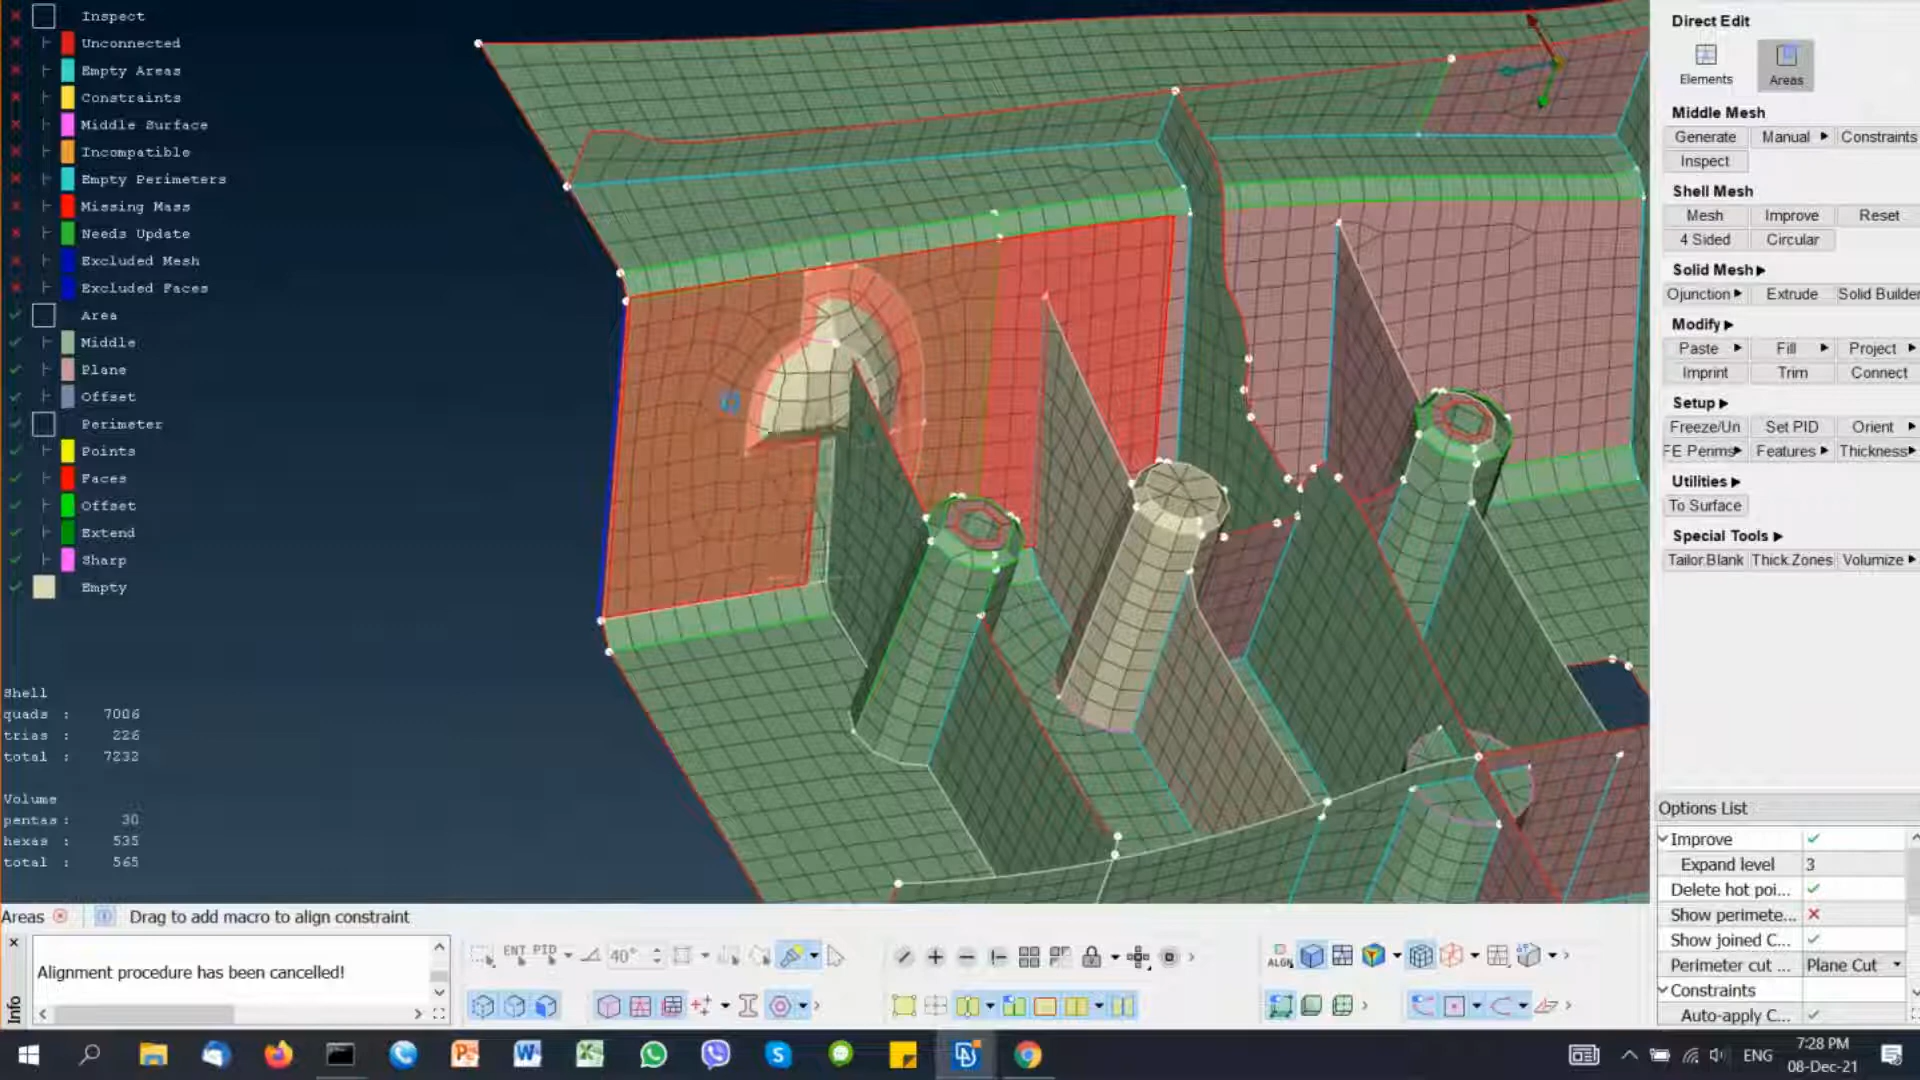 Inspect
Unconnected
Empty Areas
Constraints
Middle Surface
Incompatible
Empty Perimeters
Missing Mass
Needs Update
Excluded Mesh
Excluded Faces
Area
Middle
Plane
Offset
Perimeter
Points
Faces
Offset
Extend
Sharp
Empty
Shell
quads : 7006
trias : 226
total : 7232
Volume
pentas : 30
hexas : 535
total : 565
Direct Edit
Elements Areas
Middle Mesh
Generate Manual Constraints
Inspect
Shell Mesh
Mesh Improve Reset
4 Sided Circular
Solid Mesh
Ojunction Extrude Solid Builder
Modify
Paste Fill Project
Imprint Trim Connect
Setup
Freeze/Un Set PID Orient
FE Perims Features Thickness
Utilities
To Surface
Special Tools
Tailor.Blank Thick.Zones Volumize
Options List
Improve
Expand level 3
Delete hot poi...
Show perimete...
Show joined C...
Perimeter cut ... Plane Cut
Constraints
Auto-apply C...
Areas Drag to add macro to align constraint
Alignment procedure has been cancelled!
Info
ENT PID 40°
ALGN
ENG
7:28 PM
08-Dec-21